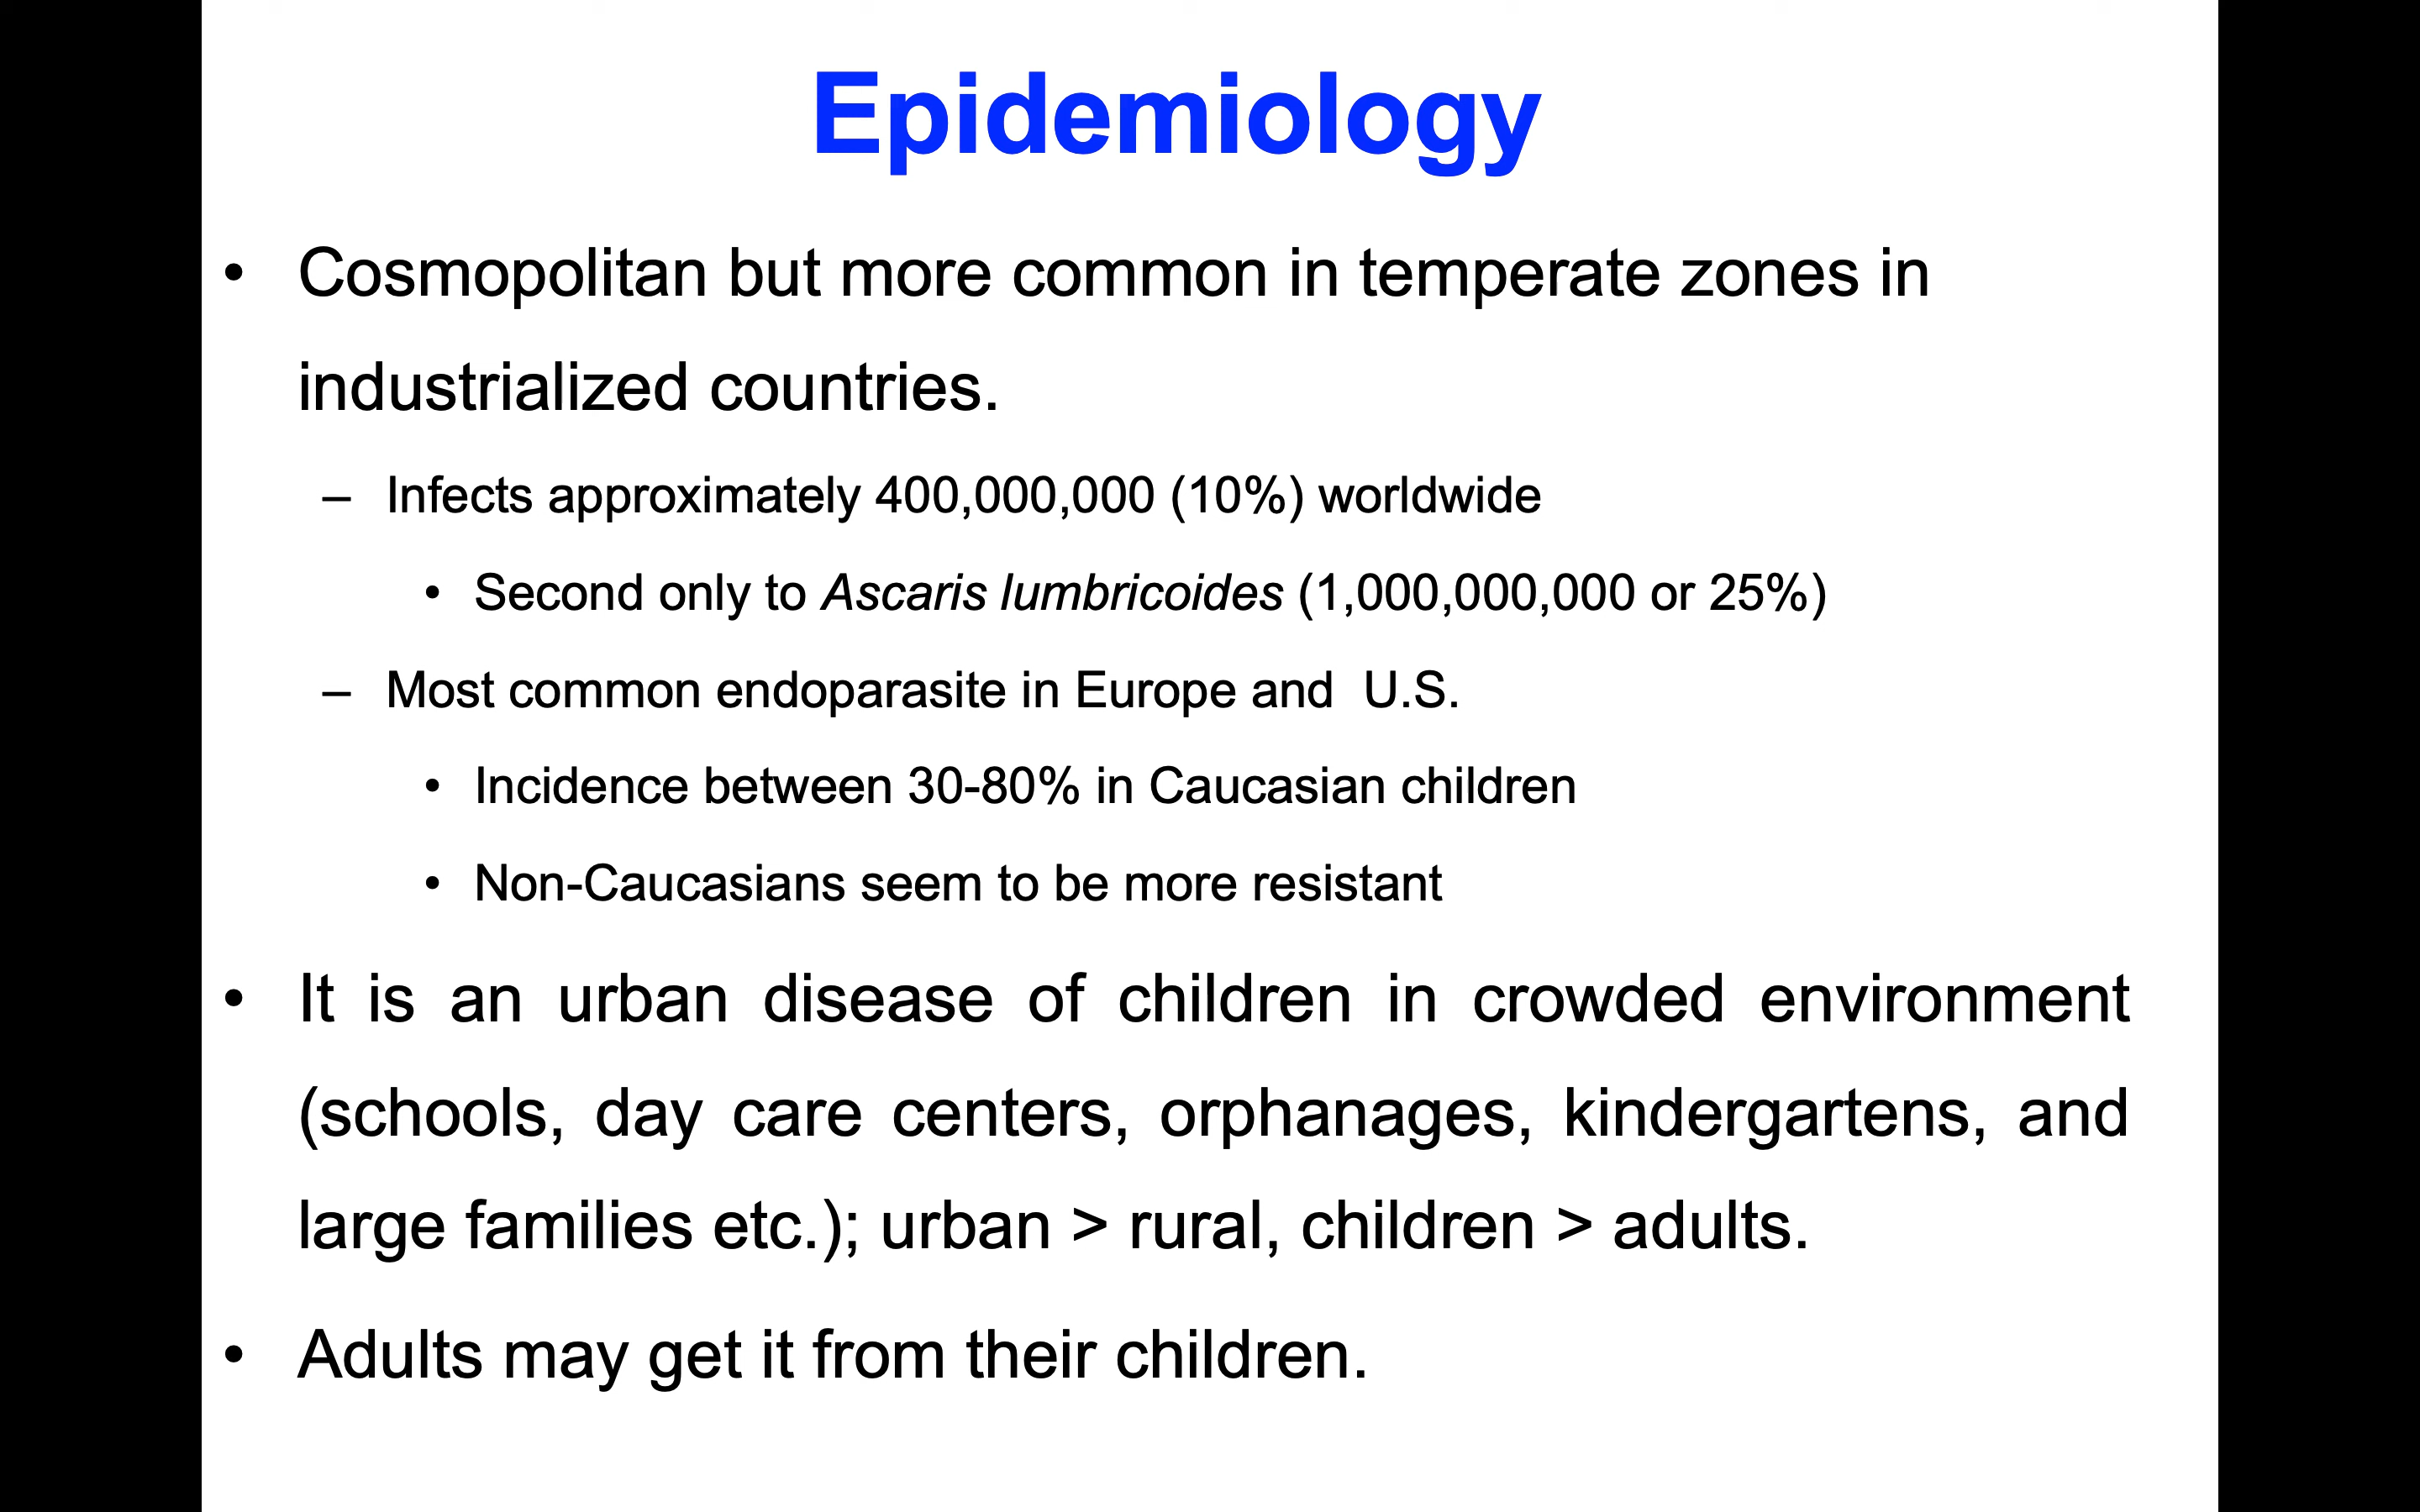 Epidemiology
• Cosmopolitan but more common in temperate zones in
industrialized countries.
– Infects approximately 400,000,000 (10%) worldwide
• Second only to Ascaris lumbricoides (1,000,000,000 or 25%)
– Most common endoparasite in Europe and  U.S.
• Incidence between 30-80% in Caucasian children
• Non-Caucasians seem to be more resistant
• It is an urban disease of children in crowded environment
(schools, day care centers, orphanages, kindergartens, and
large families etc.); urban > rural, children > adults.
• Adults may get it from their children.